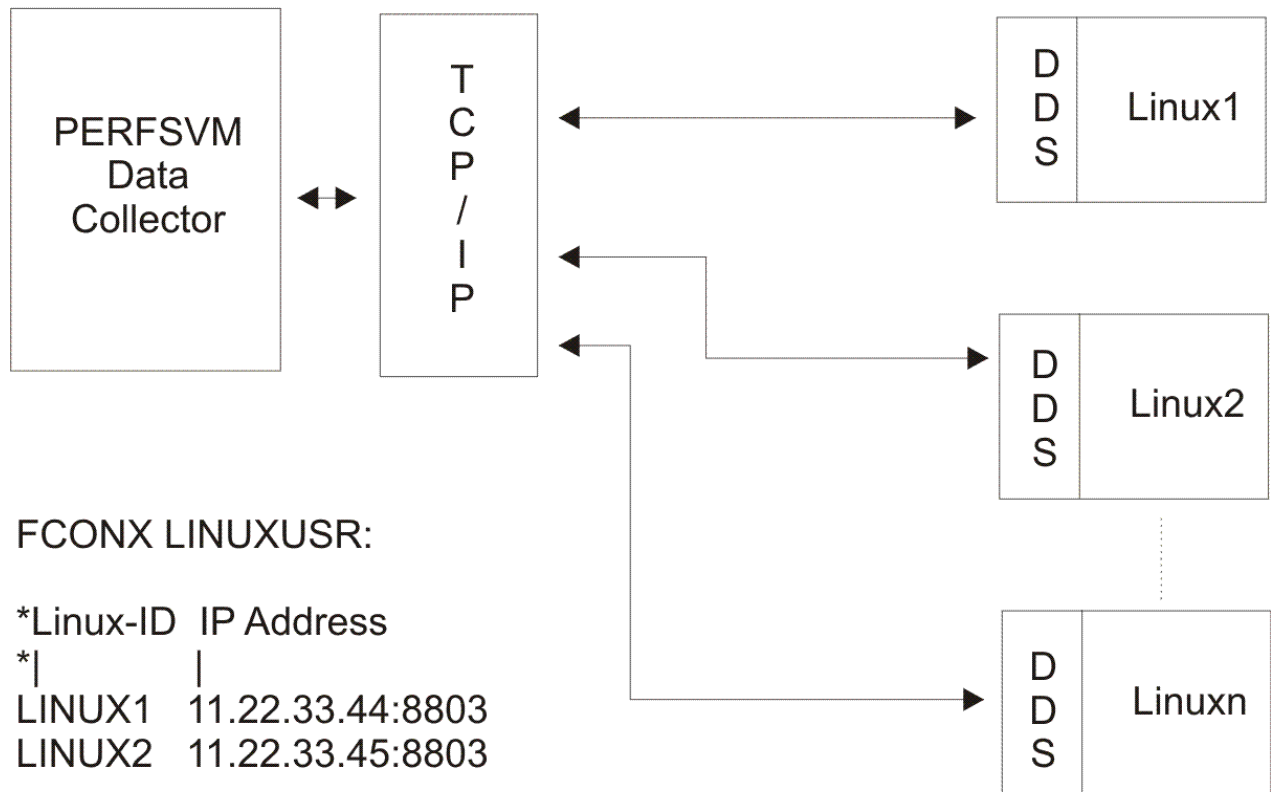 PERFSVM
Data
Collector
T
C
P
/
I
P
D
D
S
Linux1
D
D
S
Linux2
D
D
S
Linuxn
FCONX LINUXUSR:
*Linux-ID IP Address
*| |
LINUX1 11.22.33.44:8803
LINUX2 11.22.33.45:8803